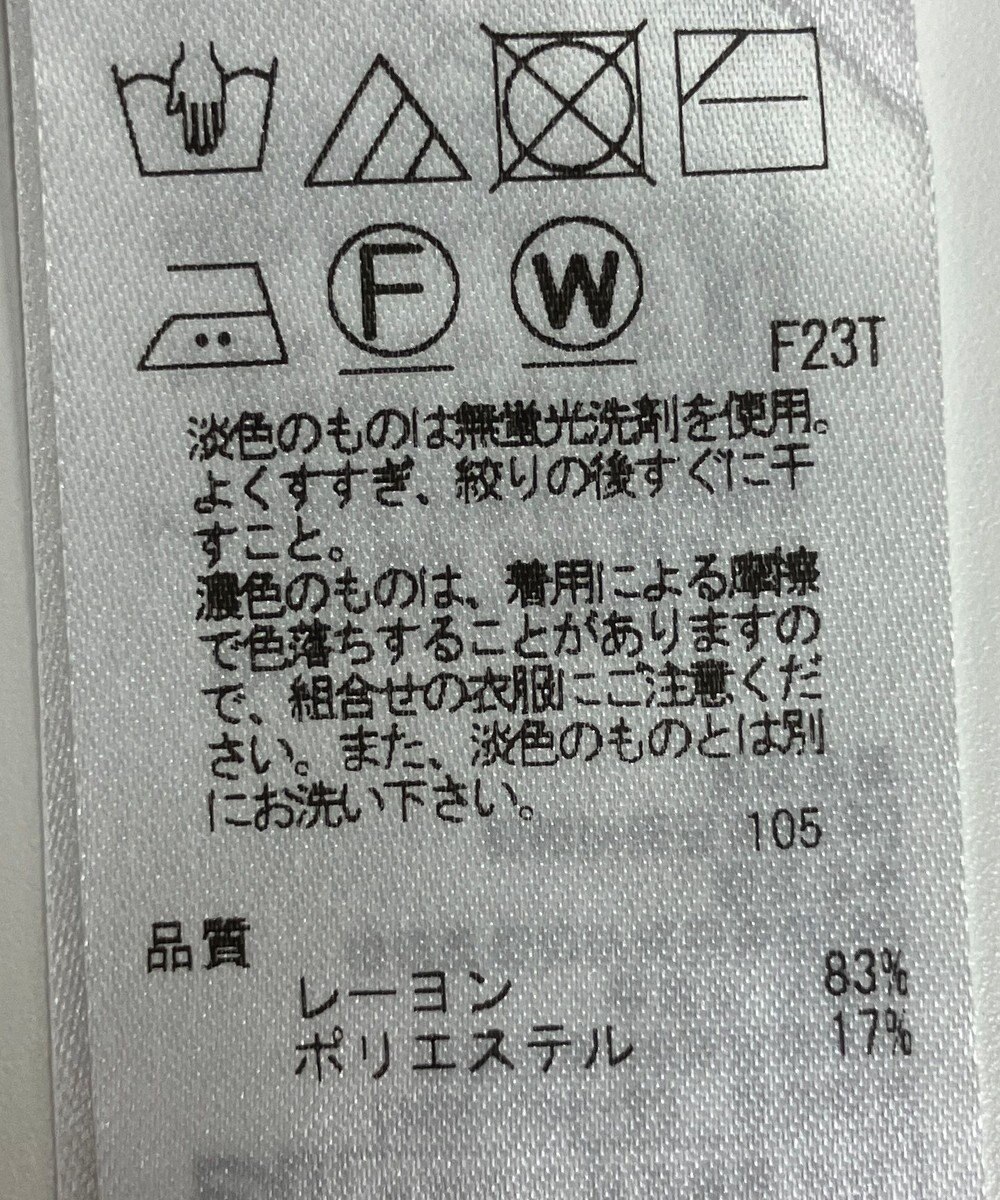 F
W
F23T
淡色のものは無蛍光洗剤を使用。
よくすすぎ、絞りの後すぐに干
すこと。
濃色のものは、着用による摩擦
で色落ちすることがありますの
で、組合せの衣服にご注意くだ
さい。また、淡色のものとは別
にお洗い下さい。
105
品質
レーヨン 83%
ポリエステル 17%